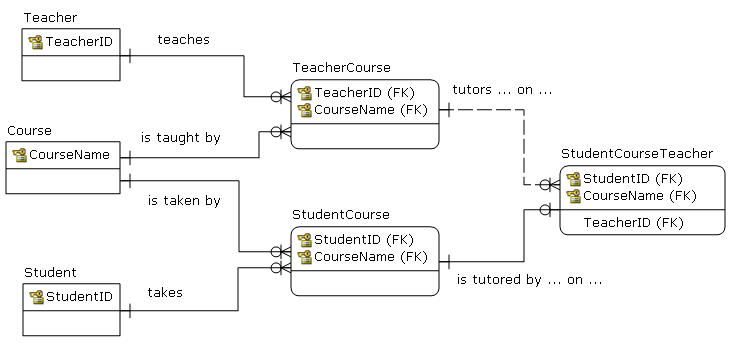 Teacher
TeacherID
teaches
TeacherCourse
TeacherID (FK)
CourseName (FK)
tutors ... on ...
Course
CourseName
is taught by
is taken by
StudentCourseTeacher
StudentID (FK)
CourseName (FK)
TeacherID (FK)
StudentCourse
StudentID (FK)
CourseName (FK)
is tutored by ... on ...
Student
StudentID
takes